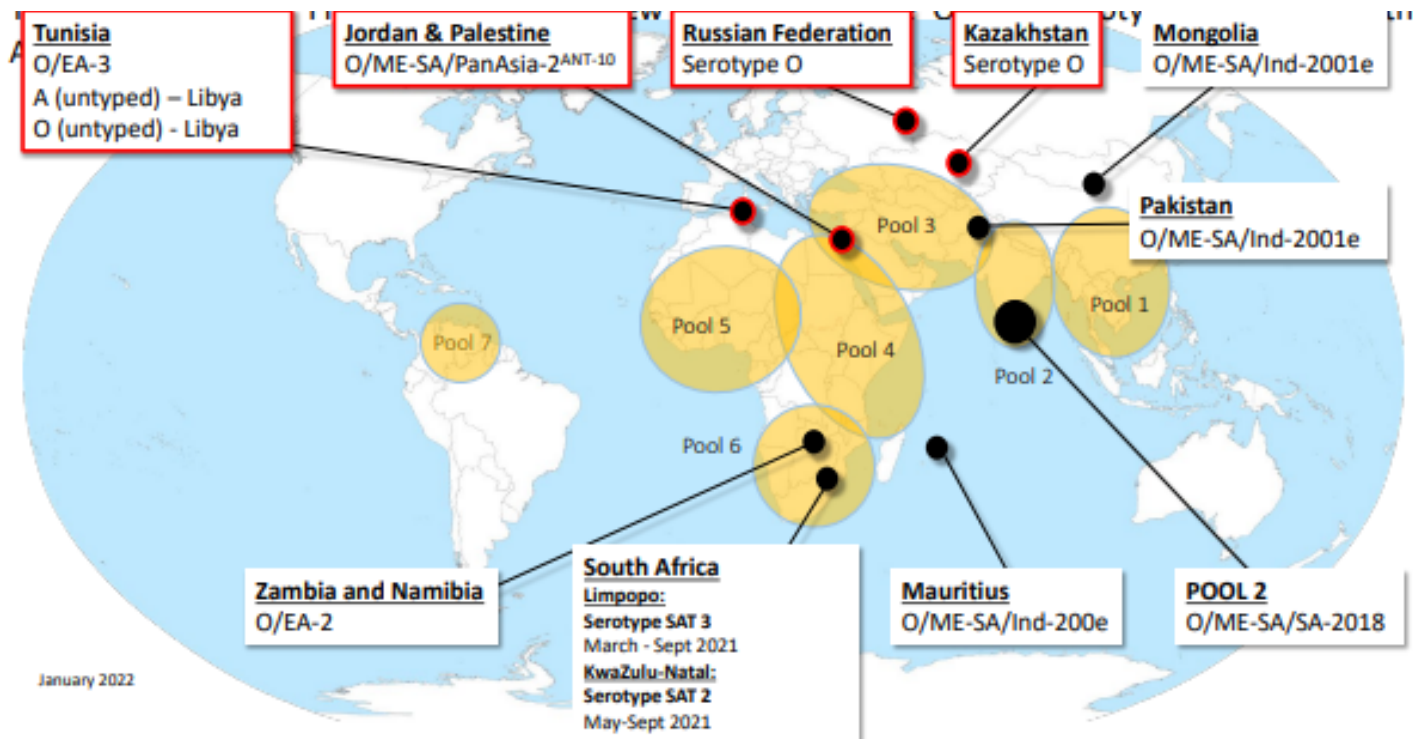 Tunisia
O/EA-3
A (untyped) – Libya
O (untyped) - Libya
Jordan & Palestine
O/ME-SA/PanAsia-2ANT-10
Russian Federation
Serotype O
Kazakhstan
Serotype O
Mongolia
O/ME-SA/Ind-2001e
Pakistan
O/ME-SA/Ind-2001e
Pool 3
Pool 1
Pool 5
Pool 7
Pool 4
Pool 2
Pool 6
Zambia and Namibia
O/EA-2
South Africa
Limpopo:
Serotype SAT 3
March - Sept 2021
KwaZulu-Natal:
Serotype SAT 2
May-Sept 2021
Mauritius
O/ME-SA/Ind-200e
POOL 2
O/ME-SA/SA-2018
January 2022